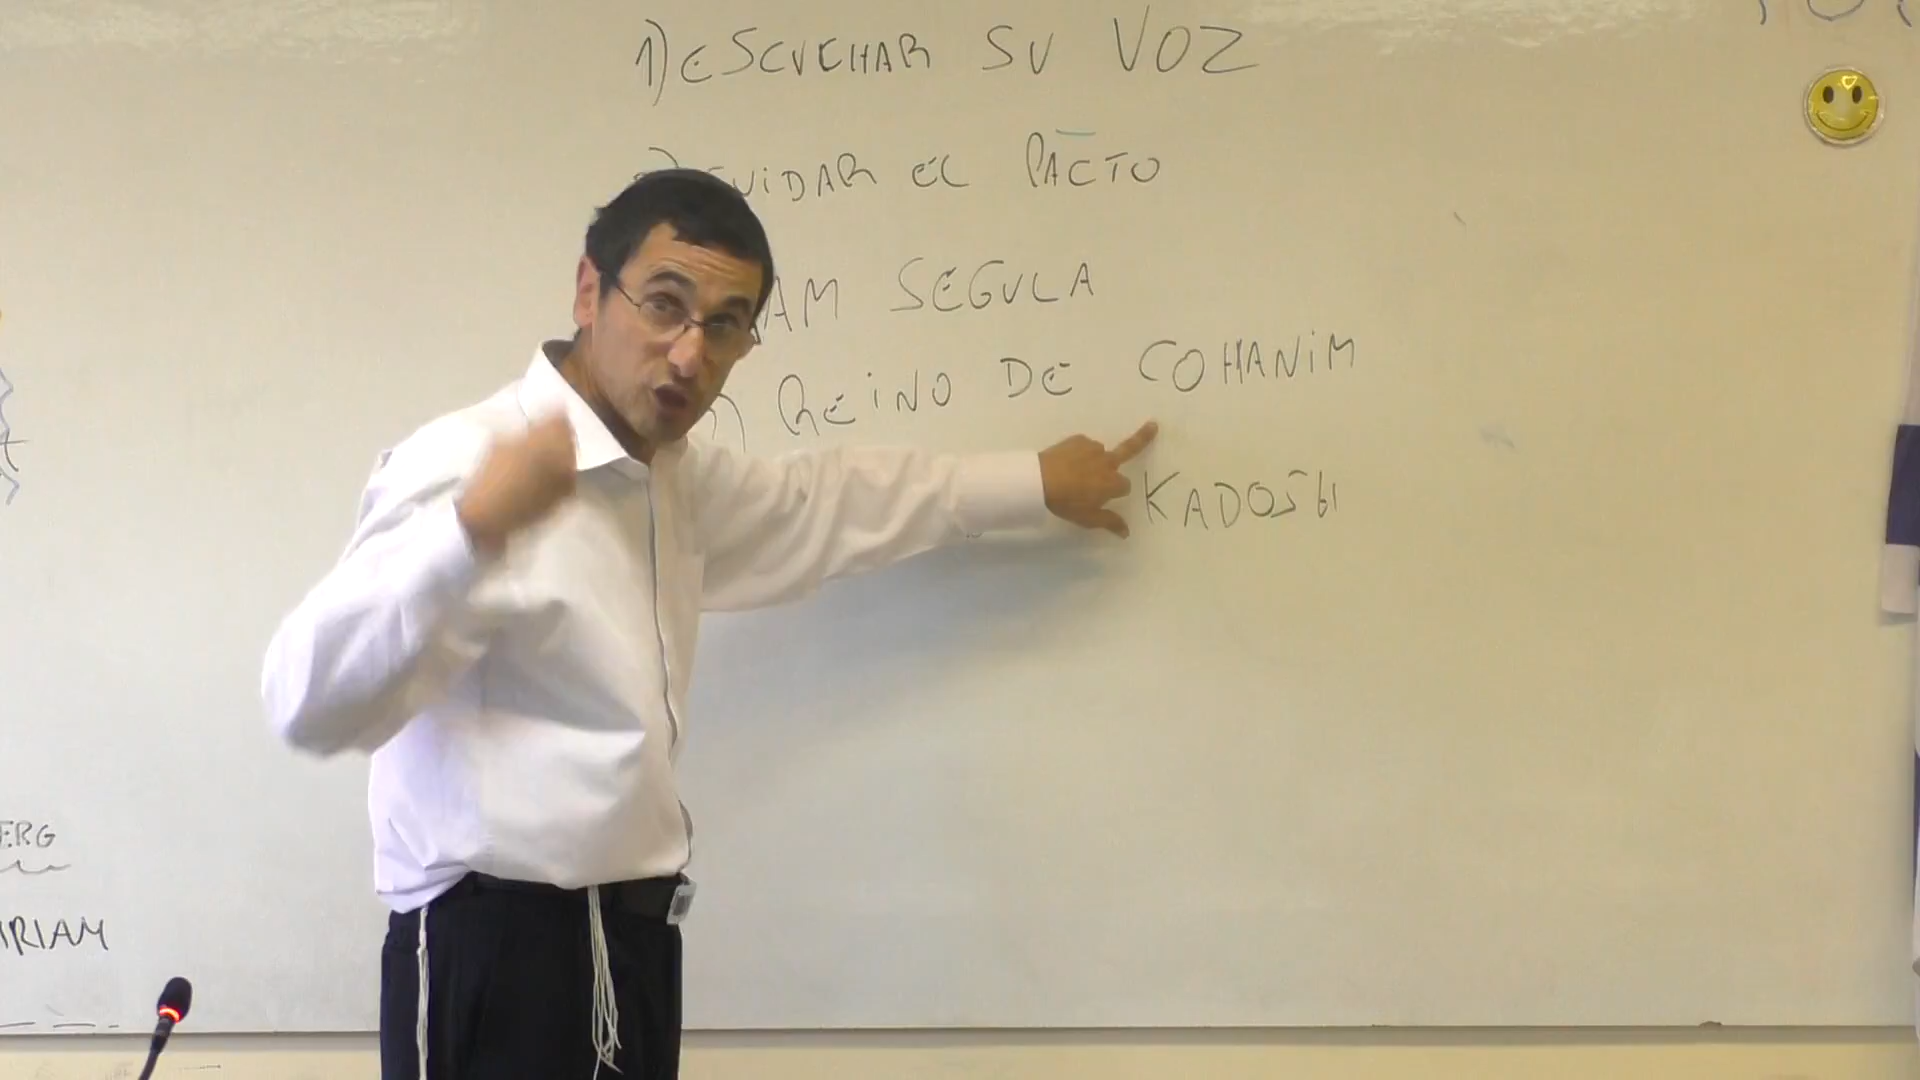 1) ESCUCHAR SU VOZ
CUIDAR EL PACTO
AM SEGULA
) REINO DE COHANIM
KADOSH
ERG
IRIAM